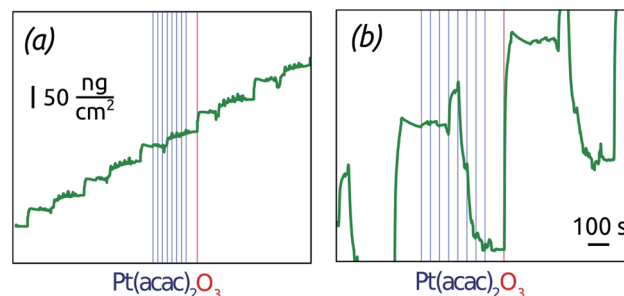 (a)
50 ng
cm²
(b)
100 s
Pt(acac)₂O₃
Pt(acac)₂O₃